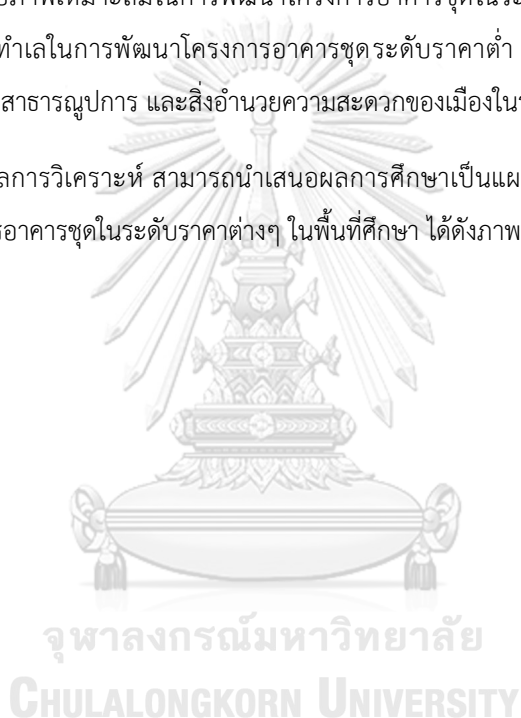 ยภาพเหมาะสมในการพัฒนาโครงการอาคารชุดในระ
ทำเลในการพัฒนาโครงการอาคารชุดระดับราคาต่ำ
สาธารณูปการ และสิ่งอำนวยความสะดวกของเมืองใน
ลการวิเคราะห์ สามารถนำเสนอผลการศึกษาเป็นแผ
รอาคารชุดในระดับราคาต่างๆ ในพื้นที่ศึกษา ได้ดังภาพ
จุฬาลงกรณ์มหาวิทยาลัย
CHULALONGKORN UNIVERSITY